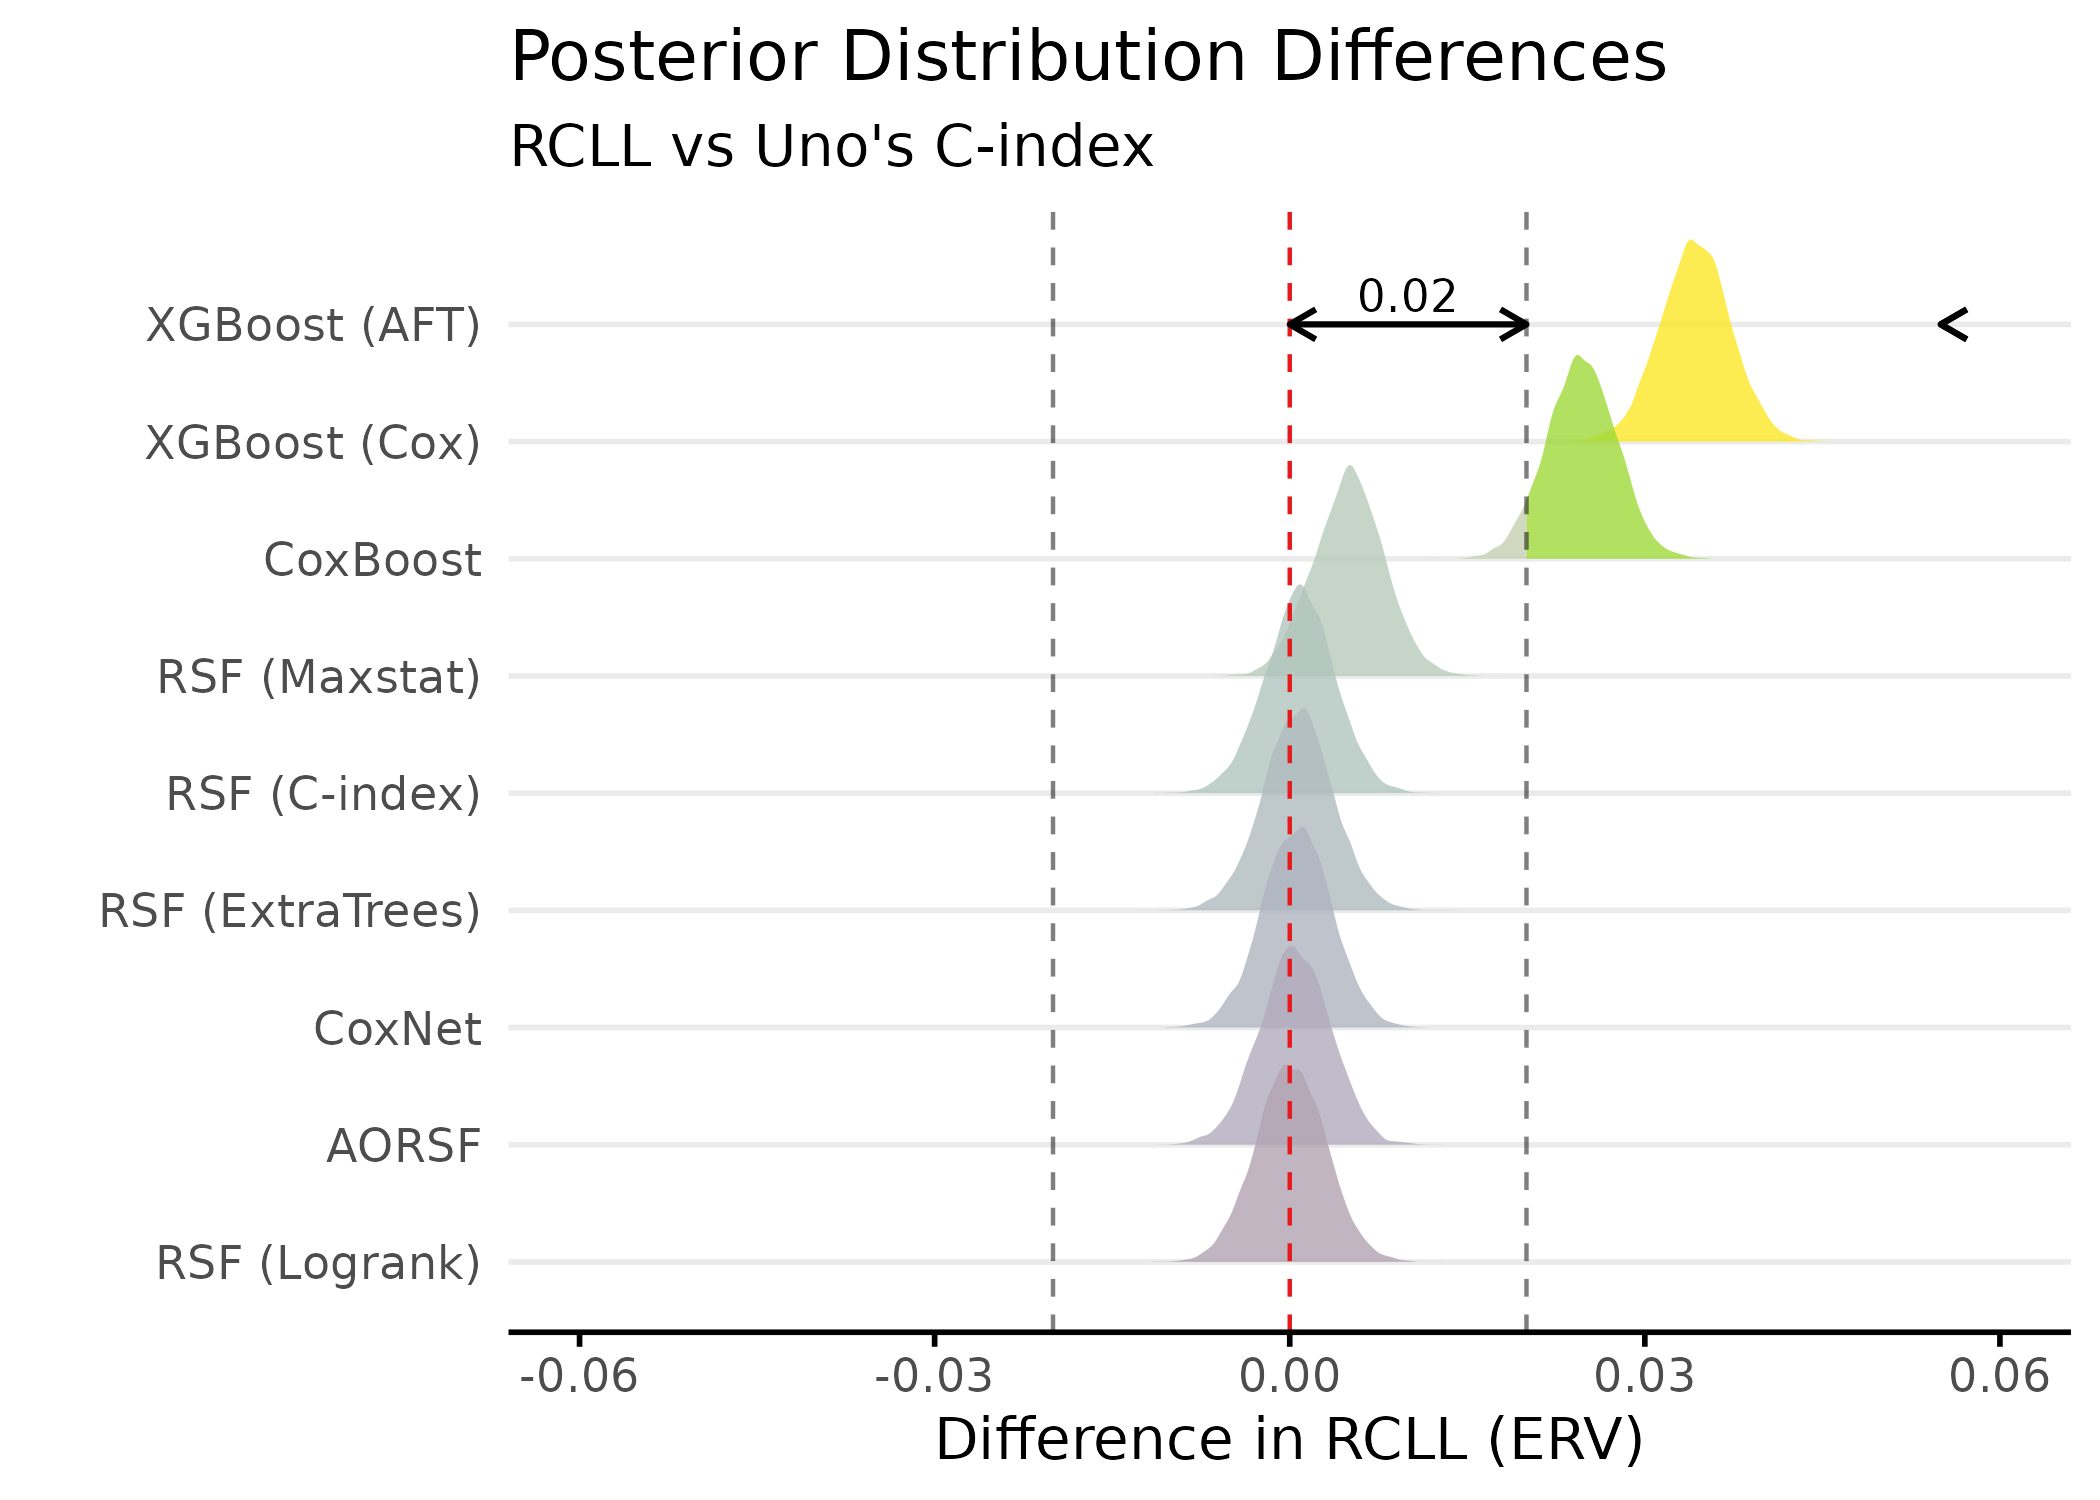 Posterior Distribution Differences
RCLL vs Uno's C-index
0.02
XGBoost (AFT)
XGBoost (Cox)
CoxBoost
RSF (Maxstat)
RSF (C-index)
RSF (ExtraTrees)
CoxNet
AORSF
RSF (Logrank)
-0.06 -0.03 0.00 0.03 0.06
Difference in RCLL (ERV)